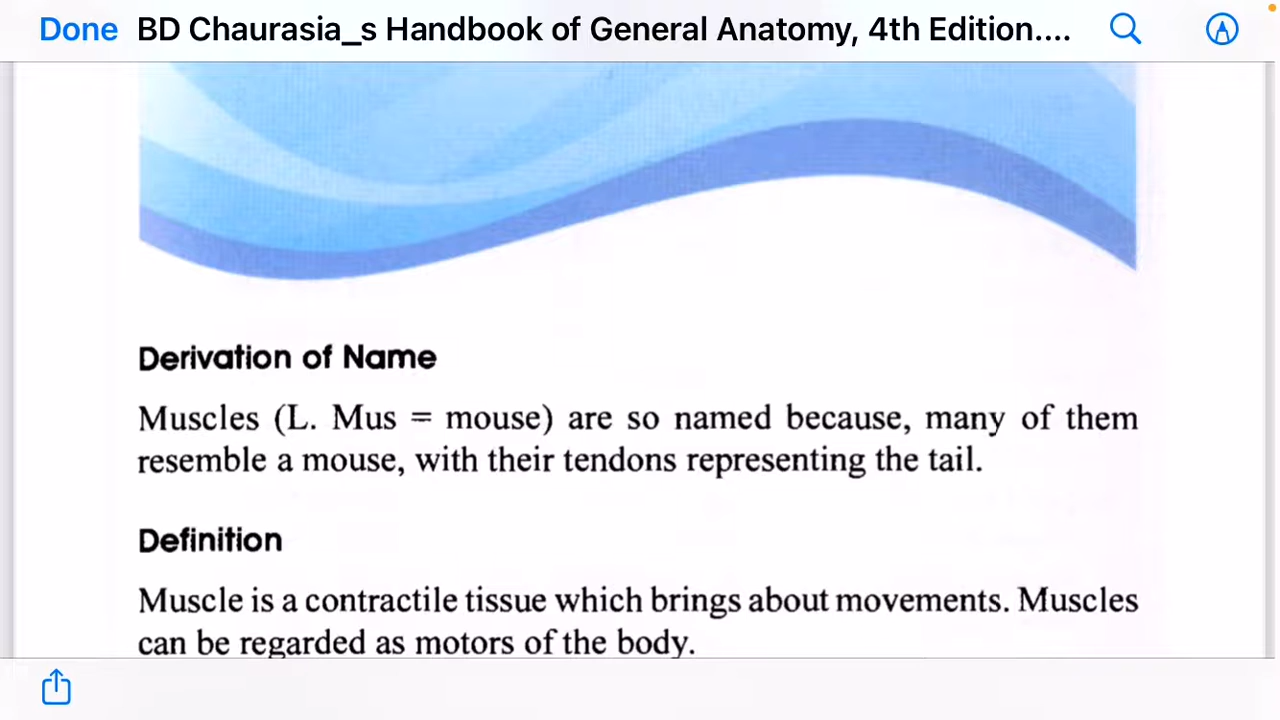 Done BD Chaurasia_s Handbook of General Anatomy, 4th Edition....
Derivation of Name
Muscles (L. Mus = mouse) are so named because, many of them
resemble a mouse, with their tendons representing the tail.
Definition
Muscle is a contractile tissue which brings about movements. Muscles
can be regarded as motors of the body.